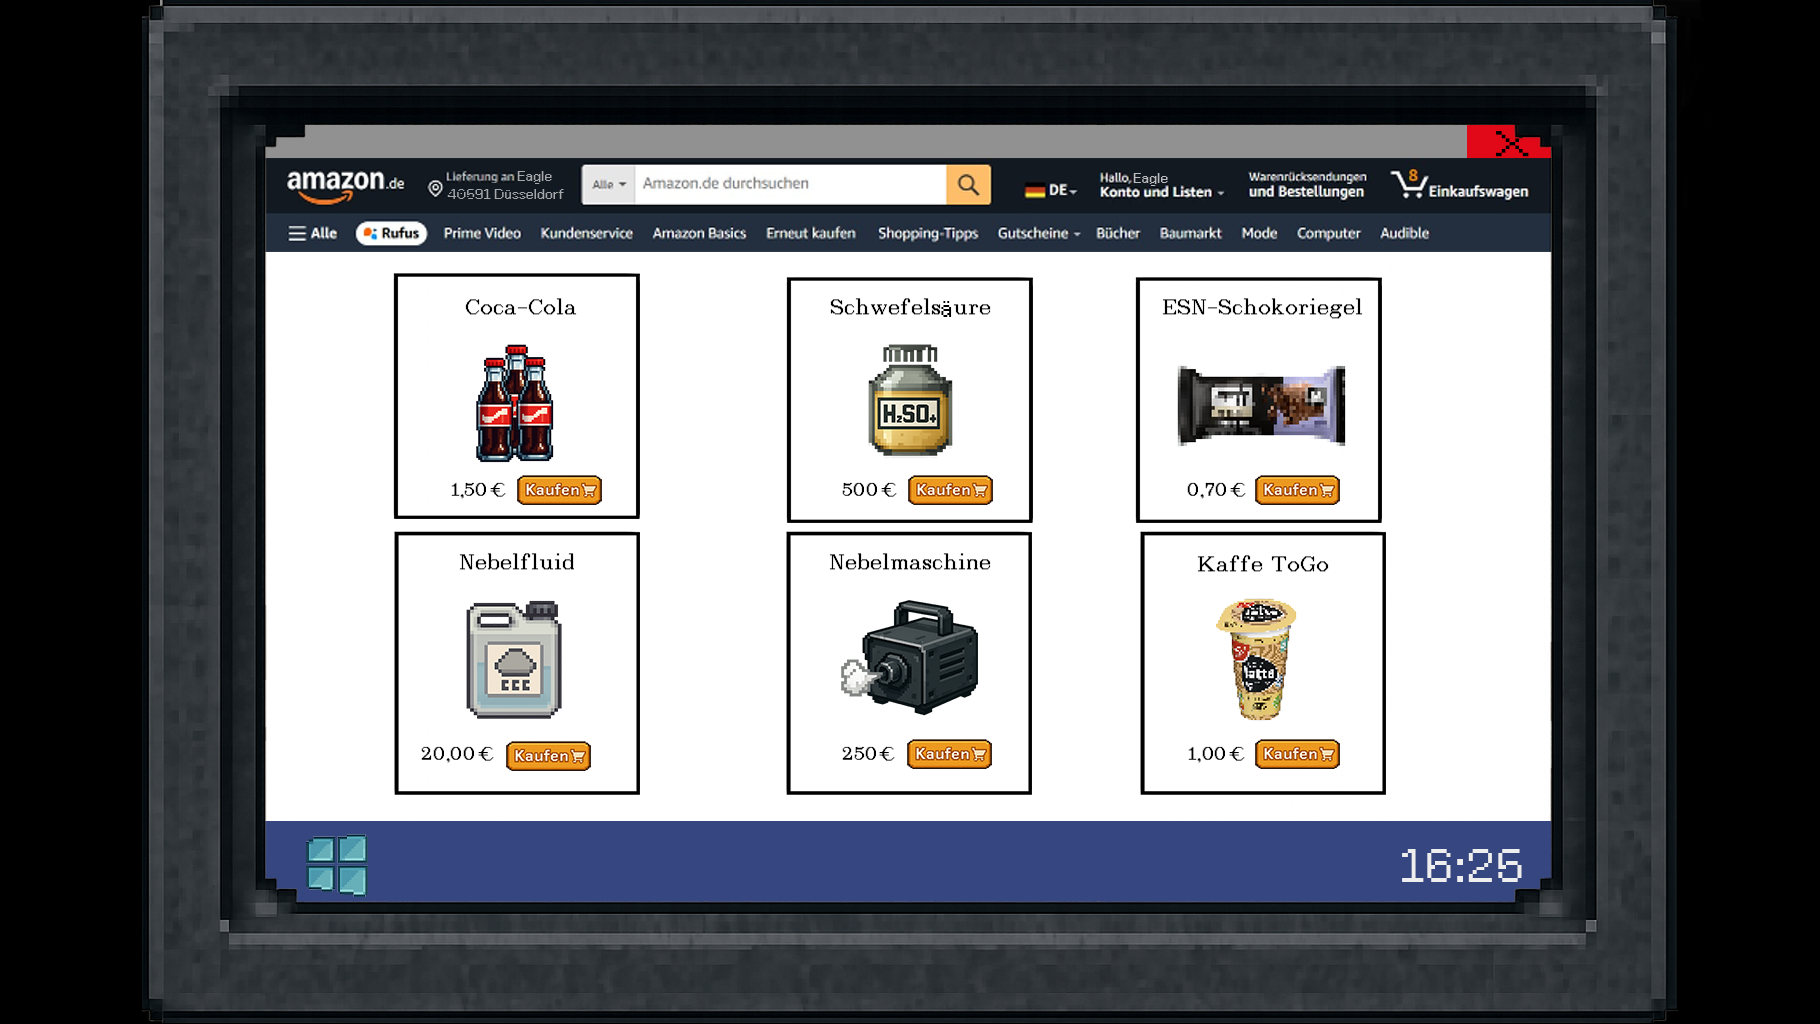 amazon.de
Lieferung an Eagle
40591 Düsseldorf
Alle
Amazon.de durchsuchen
DE
Hallo, Eagle
Konto und Listen
Warenrücksendungen
und Bestellungen
8
Einkaufswagen
Alle
Rufus
Prime Video
Kundenservice
Amazon Basics
Erneut kaufen
Shopping-Tipps
Gutscheine
Bücher
Baumarkt
Mode
Computer
Audible
Coca-Cola
1,50 €
Kaufen
Schwefelsäure
H₂SO₄
500 €
Kaufen
ESN-Schokoriegel
0,70 €
Kaufen
Nebelfluid
20,00 €
Kaufen
Nebelmaschine
250 €
Kaufen
Kaffe ToGo
latte
1,00 €
Kaufen
16:25